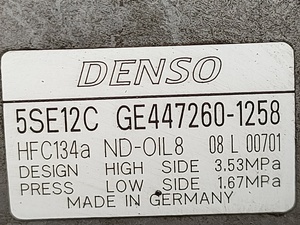 DENSO
5SE12C GE447260-1258
HFC134a ND-OIL8 08 L 00701
DESIGN HIGH SIDE 3.53MPa
PRESS LOW SIDE 1.67MPa
MADE IN GERMANY